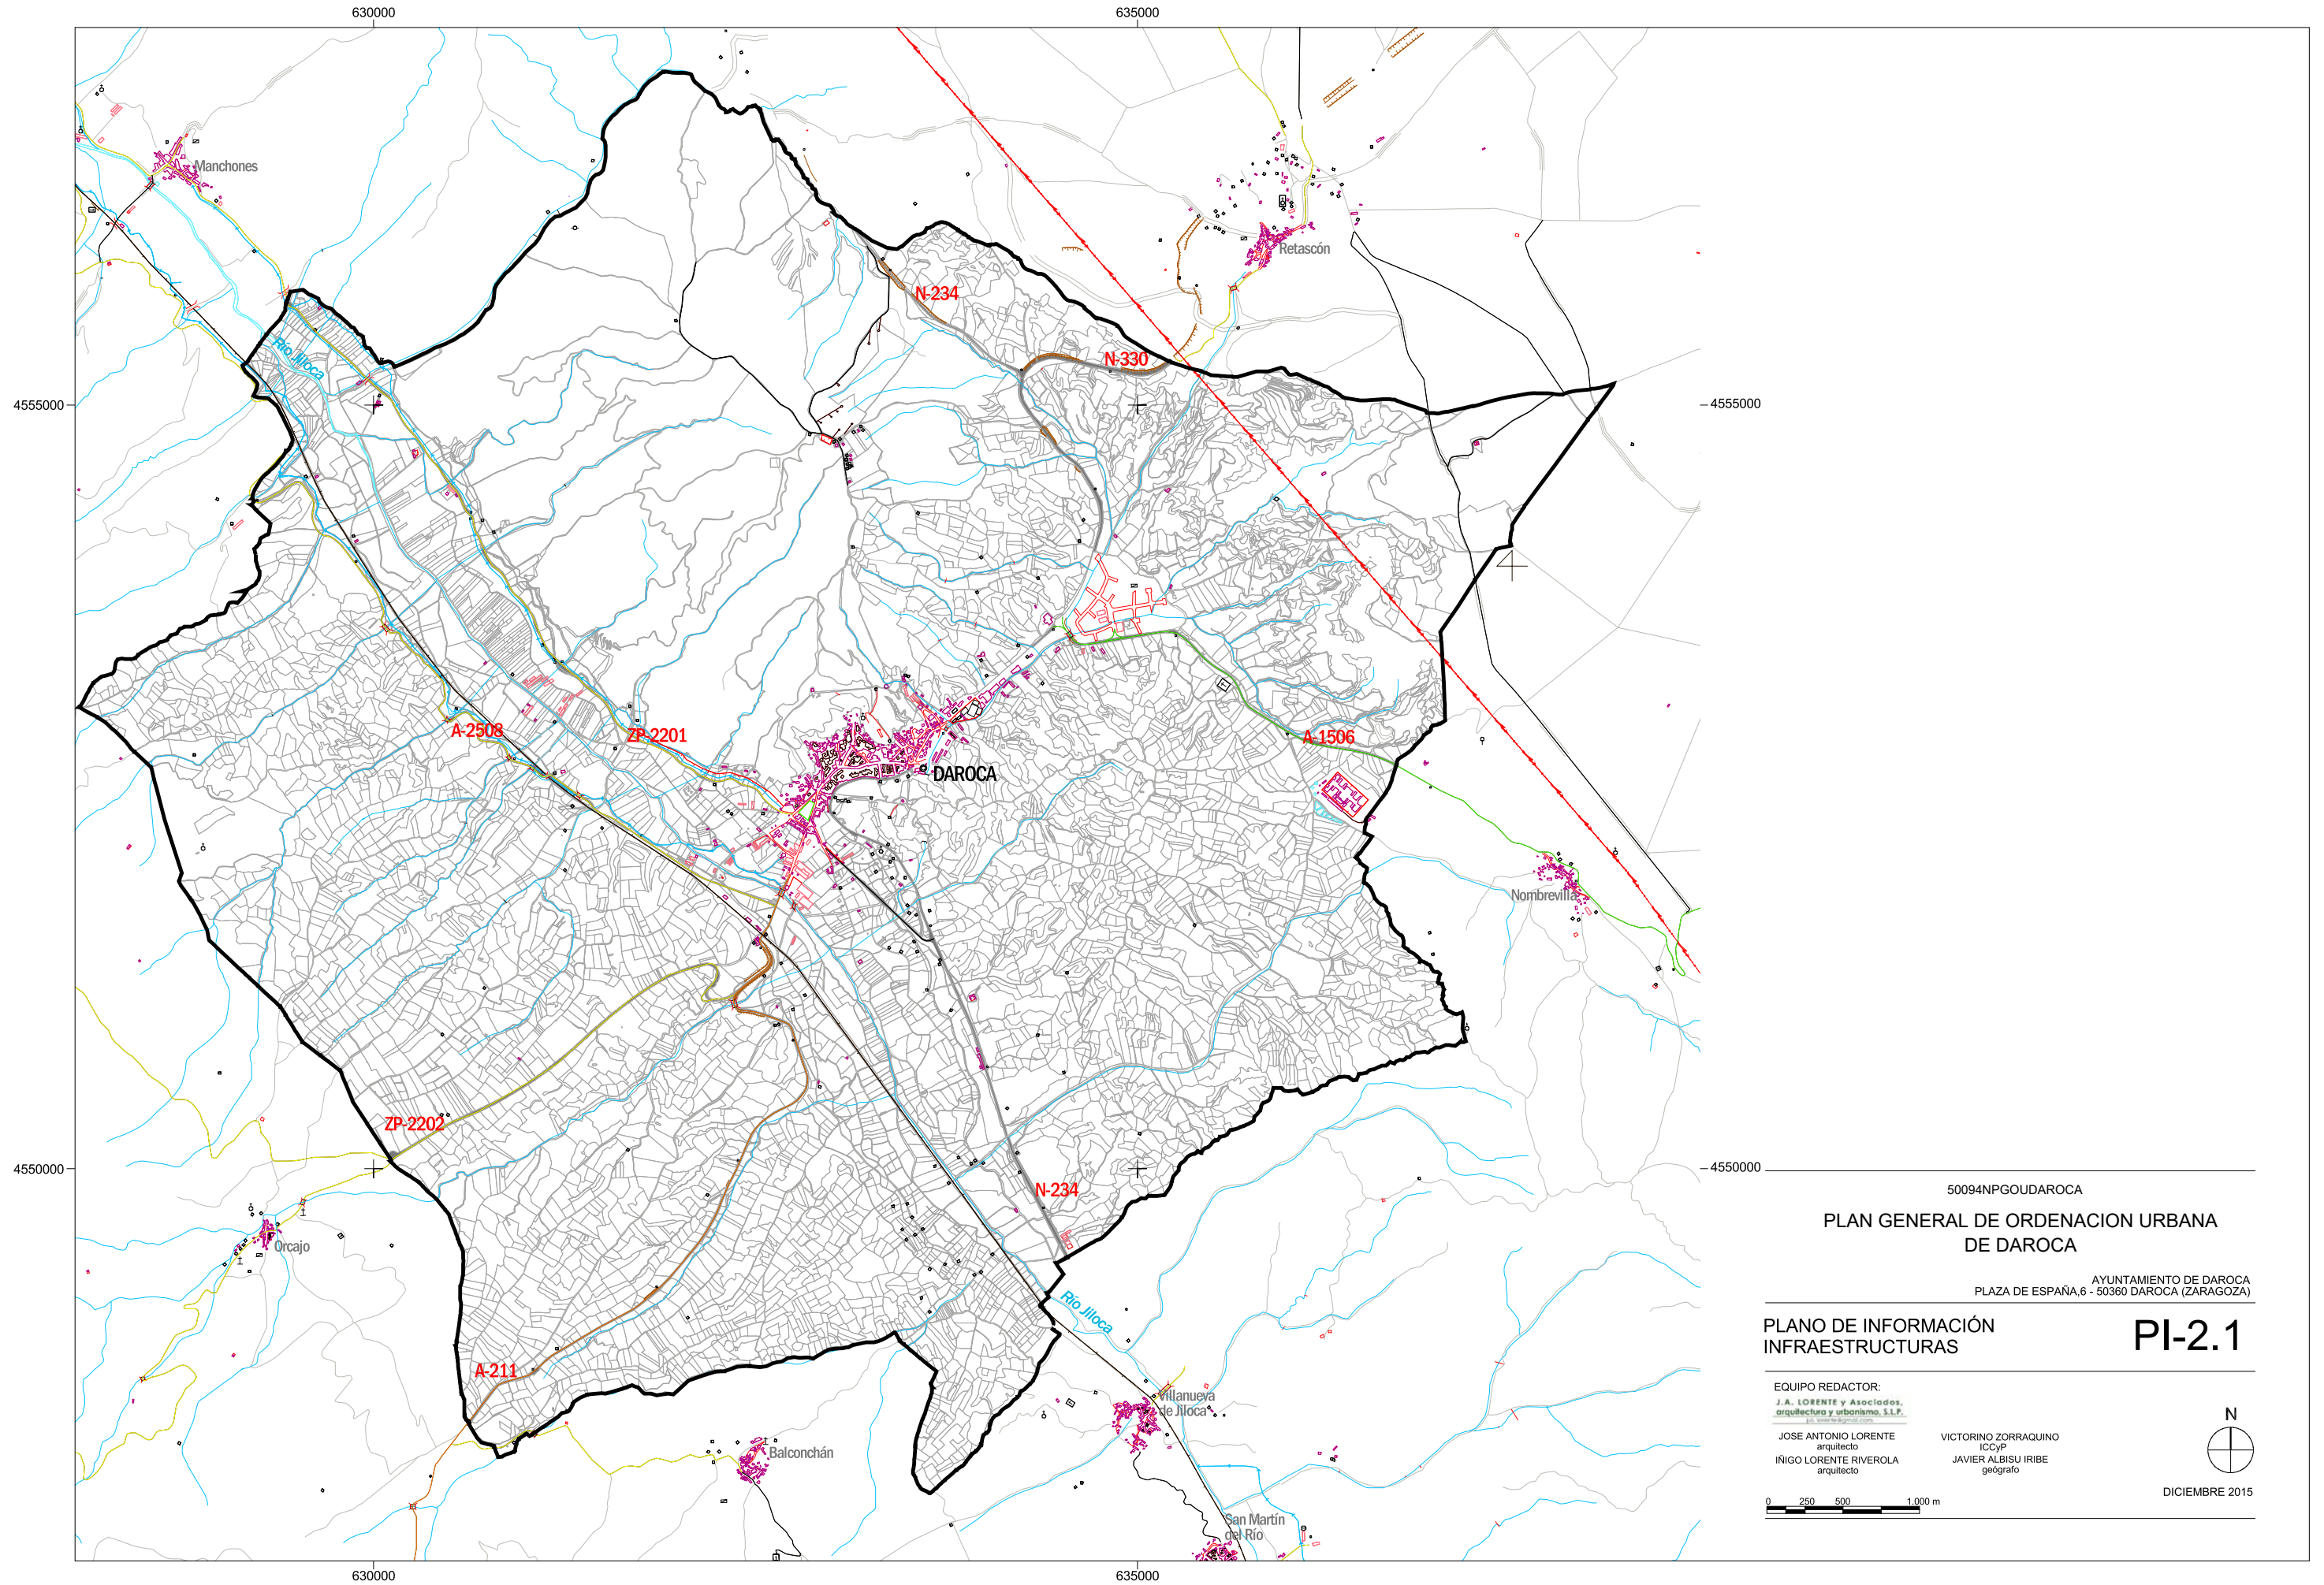 630000
635000
Manchones
Retascón
N-234
N-330
Río Jiloca
4555000
4555000
A-2508
ZP-2201
A-1506
DAROCA
Nombrevilla
ZP-2202
4550000
4550000
N-234
Orcajo
Río Jiloca
A-211
Villanueva
de Jiloca
Balconchán
San Martín
del Río
630000
635000
50094NPGOUDAROCA
PLAN GENERAL DE ORDENACION URBANA
DE DAROCA
AYUNTAMIENTO DE DAROCA
PLAZA DE ESPAÑA,6 - 50360 DAROCA (ZARAGOZA)
PLANO DE INFORMACIÓN
INFRAESTRUCTURAS
PI-2.1
EQUIPO REDACTOR:
J.A. LORENTE y Asociados,
arquitectura y urbanismo, S.L.P.
JOSE ANTONIO LORENTE
arquitecto
IÑIGO LORENTE RIVEROLA
arquitecto
VICTORINO ZORRAQUINO
ICCyP
JAVIER ALBISU IRIBE
geógrafo
N
DICIEMBRE 2015
0 250 500 1.000 m